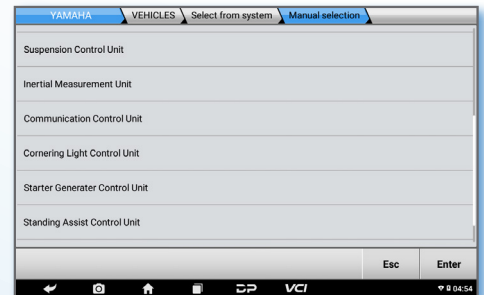 YAMAHA VEHICLES Select from system Manual selection
Suspension Control Unit
Inertial Measurement Unit
Communication Control Unit
Cornering Light Control Unit
Starter Generater Control Unit
Standing Assist Control Unit
Esc Enter
DP VCI 04:54